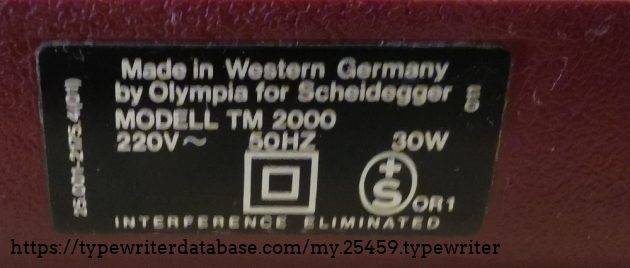 Made in Western Germany
by Olympia for Scheidegger
MODELL TM 2000
220V~ 50HZ 30W
+
S
OR1
INTERFERENCE ELIMINATED
https://typewriterdatabase.com/my.25459.typewriter